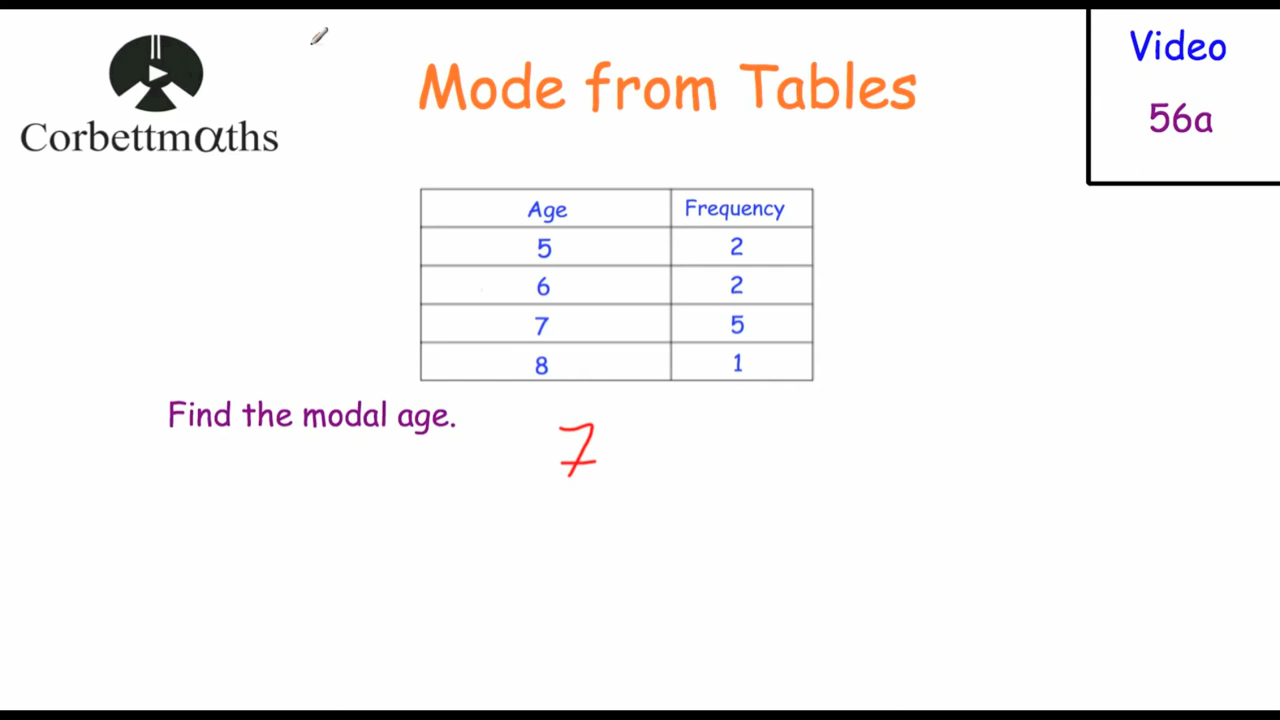 Corbettmαths
Mode from Tables
Video
56a
Age Frequency
5 2
6 2
7 5
8 1
Find the modal age.
7